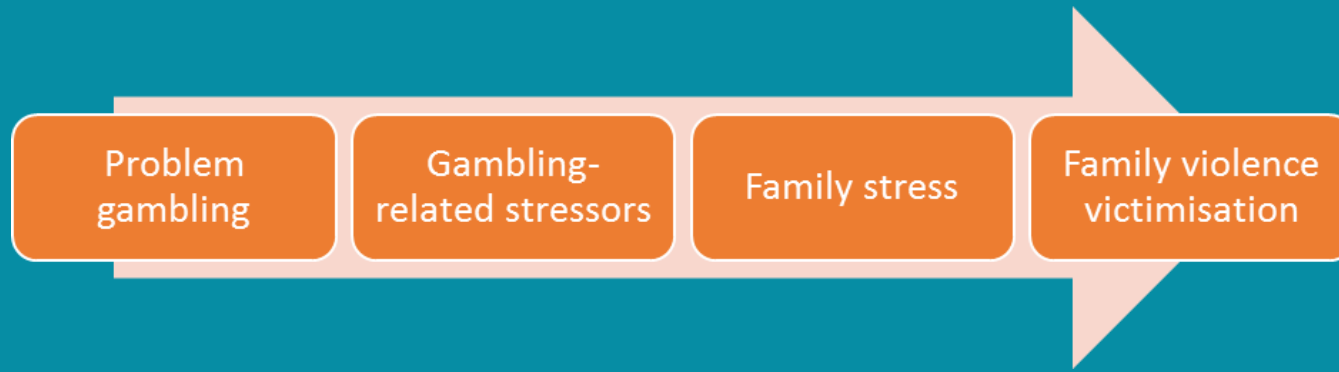 Problem
gambling
Gambling-
related stressors
Family stress
Family violence
victimisation